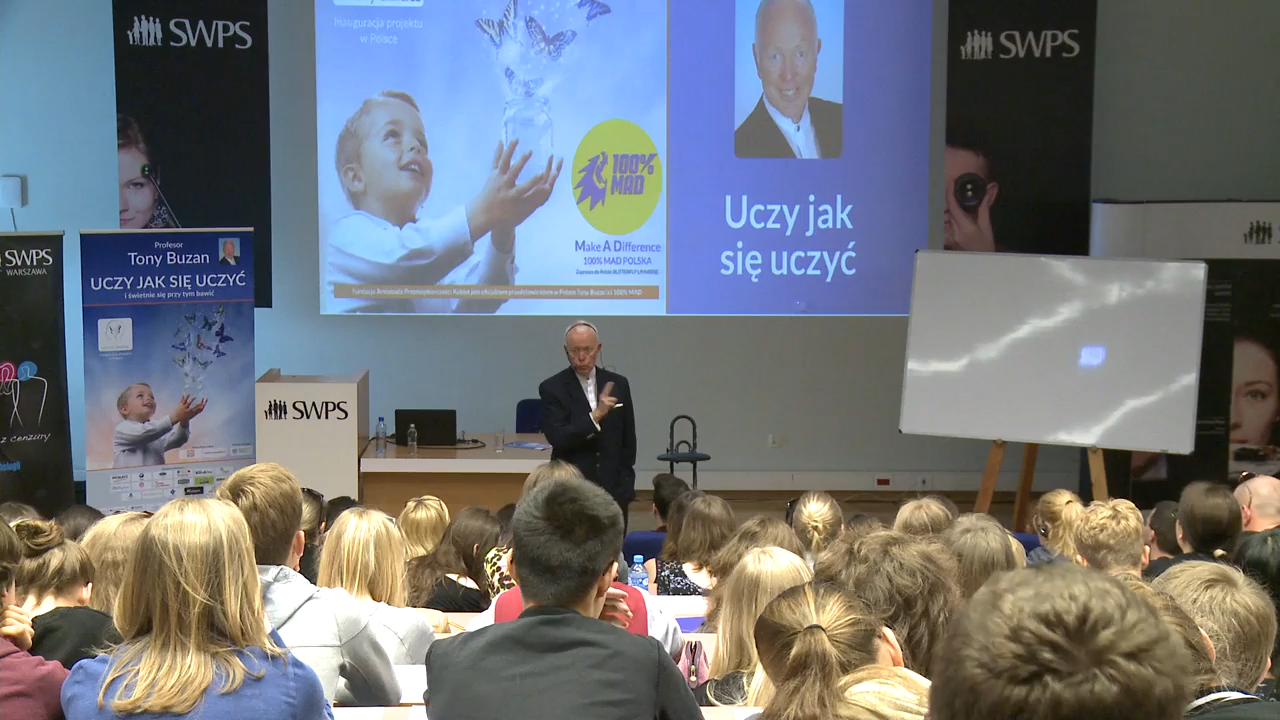 SWPS
Inauguracja projektu
w Polsce
100%
MAD
Make A Difference
100% MAD POLSKA
Uczy jak
się uczyć
SWPS
SWPS
WARSZAWA
z cenzury
Profesor
Tony Buzan
UCZY JAK SIĘ UCZYĆ
i świetnie się przy tym bawić
SWPS